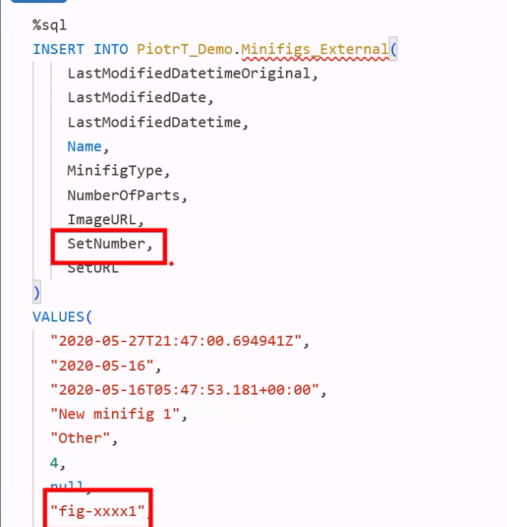 %sql
INSERT INTO PiotrT_Demo.Minifigs_External(
LastModifiedDatetimeOriginal,
LastModifiedDate,
LastModifiedDatetime,
Name,
MinifigType,
NumberOfParts,
ImageURL,
SetNumber,
SetURL
)
VALUES(
"2020-05-27T21:47:00.694941Z",
"2020-05-16",
"2020-05-16T05:47:53.181+00:00",
"New minifig 1",
"Other",
4,
null,
"fig-xxxx1",